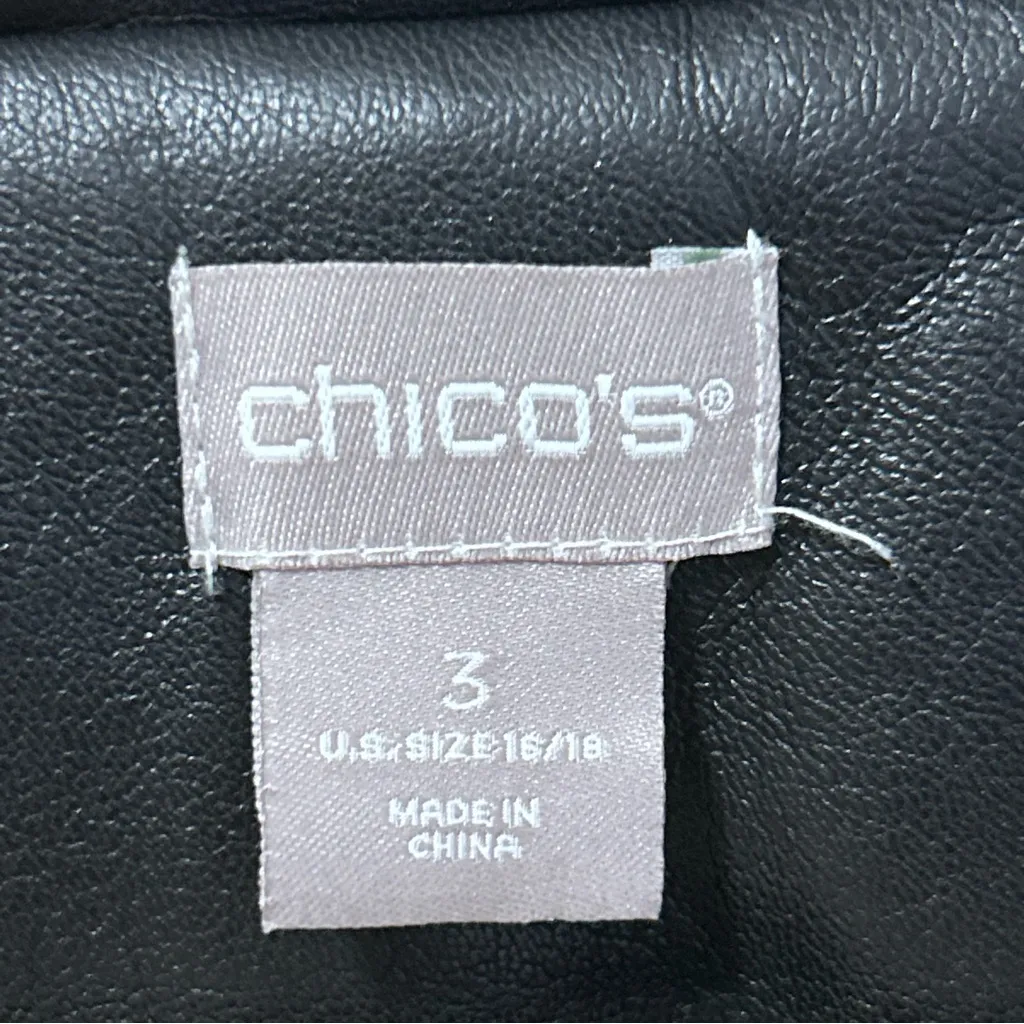 chico's®
3
U.S. SIZE 16/18
MADE IN
CHINA